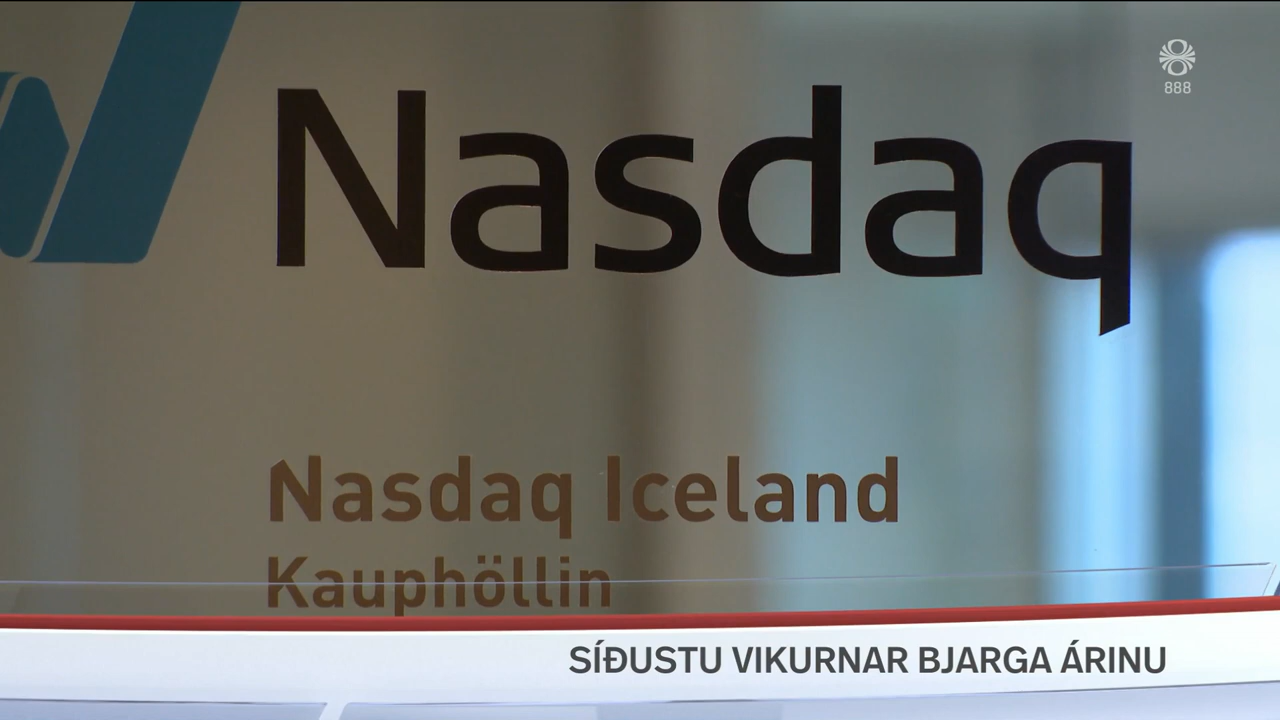 888
Nasdaq
Nasdaq Iceland
Kauphöllin
SÍÐUSTU VIKURNAR BJARGA ÁRINU